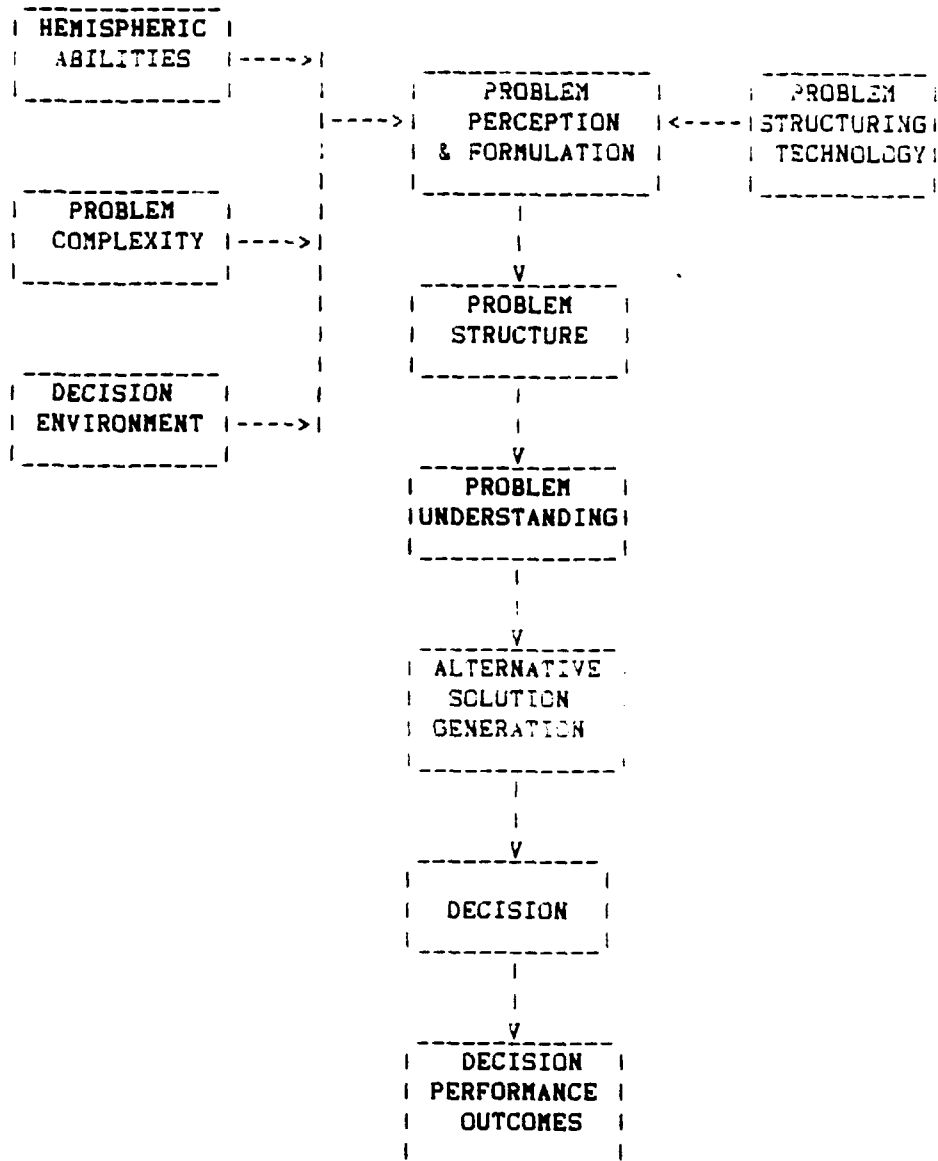 HEMISPHERIC
ABILITIES
PROBLEM
PERCEPTION
& FORMULATION
PROBLEM
STRUCTURING
TECHNOLOGY
PROBLEM
COMPLEXITY
PROBLEM
STRUCTURE
DECISION
ENVIRONMENT
PROBLEM
UNDERSTANDING
ALTERNATIVE
SOLUTION
GENERATION
DECISION
DECISION
PERFORMANCE
OUTCOMES